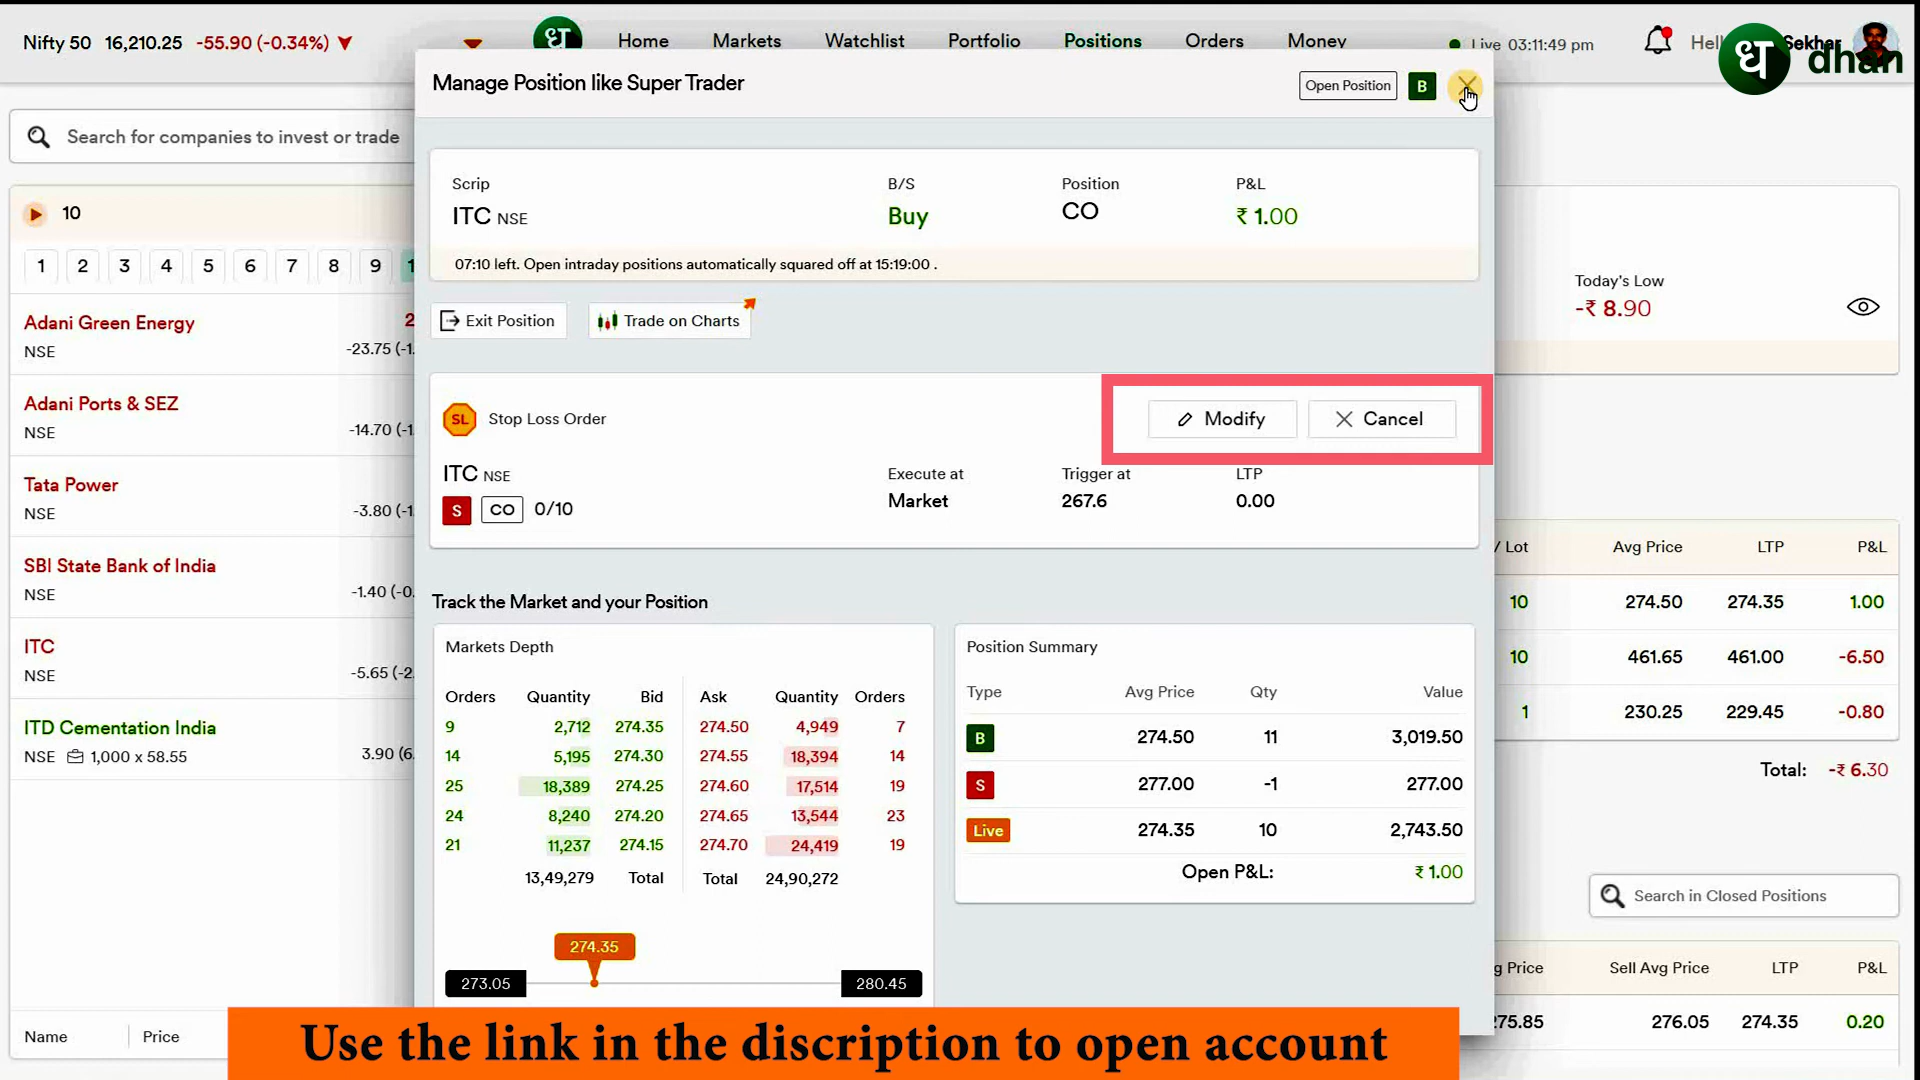 Nifty 50 16,210.25 -55.90 (-0.34%)
ध
Home Markets Watchlist Portfolio Positions Orders Money
Live 03:11:49 pm
Sekhar
ध dhan
Manage Position like Super Trader
Open Position B
Search for companies to invest or trade
10
1 2 3 4 5 6 7 8 9
Adani Green Energy
NSE
Adani Ports & SEZ
NSE
Tata Power
NSE
SBI State Bank of India
NSE
ITC
NSE
ITD Cementation India
NSE 1,000 x 58.55
Name Price
Scrip B/S Position P&L
ITC NSE Buy CO ₹ 1.00
07:10 left. Open intraday positions automatically squared off at 15:19:00 .
Exit Position Trade on Charts
SL Stop Loss Order Modify Cancel
ITC NSE Execute at Trigger at LTP
S CO 0/10 Market 267.6 0.00
Track the Market and your Position
Markets Depth
Orders Quantity Bid Ask Quantity Orders
9 2,712 274.35 274.50 4,949 7
14 5,195 274.30 274.55 18,394 14
25 18,389 274.25 274.60 17,514 19
24 8,240 274.20 274.65 13,544 23
21 11,237 274.15 274.70 24,419 19
13,49,279 Total Total 24,90,272
274.35
273.05 280.45
Position Summary
Type Avg Price Qty Value
B 274.50 11 3,019.50
S 277.00 -1 277.00
Live 274.35 10 2,743.50
Open P&L: ₹ 1.00
Today's Low
-₹ 8.90
/ Lot Avg Price LTP P&L
10 274.50 274.35 1.00
10 461.65 461.00 -6.50
1 230.25 229.45 -0.80
Total: -₹ 6.30
Search in Closed Positions
Price Sell Avg Price LTP P&L
275.85 276.05 274.35 0.20
Use the link in the discription to open account